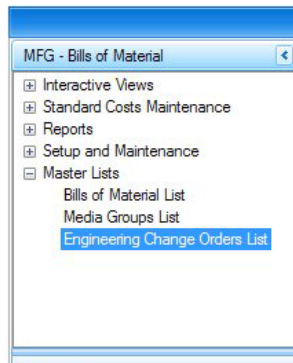 MFG - Bills of Material
Interactive Views
Standard Costs Maintenance
Reports
Setup and Maintenance
Master Lists
Bills of Material List
Media Groups List
Engineering Change Orders List